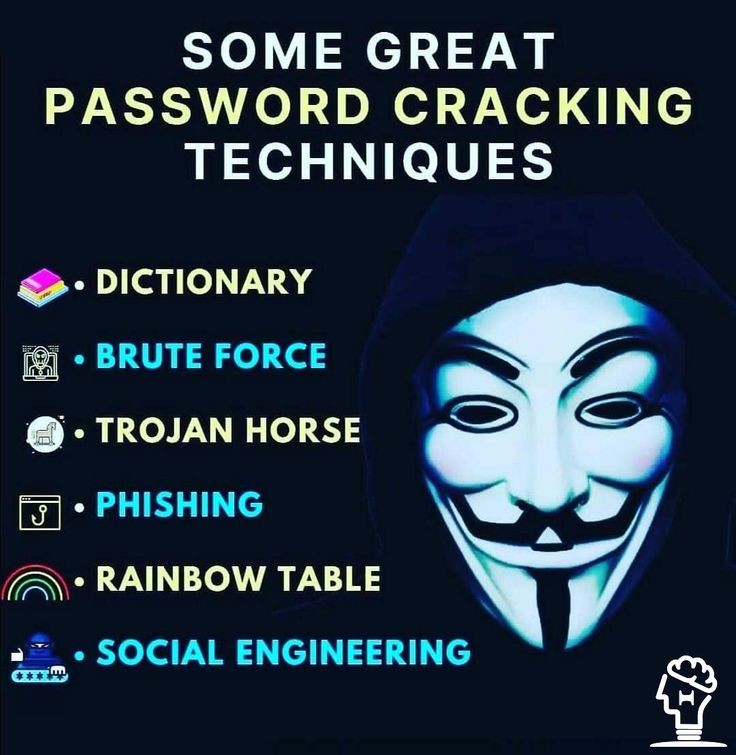 SOME GREAT
PASSWORD CRACKING
TECHNIQUES
• DICTIONARY
• BRUTE FORCE
• TROJAN HORSE
• PHISHING
• RAINBOW TABLE
• SOCIAL ENGINEERING